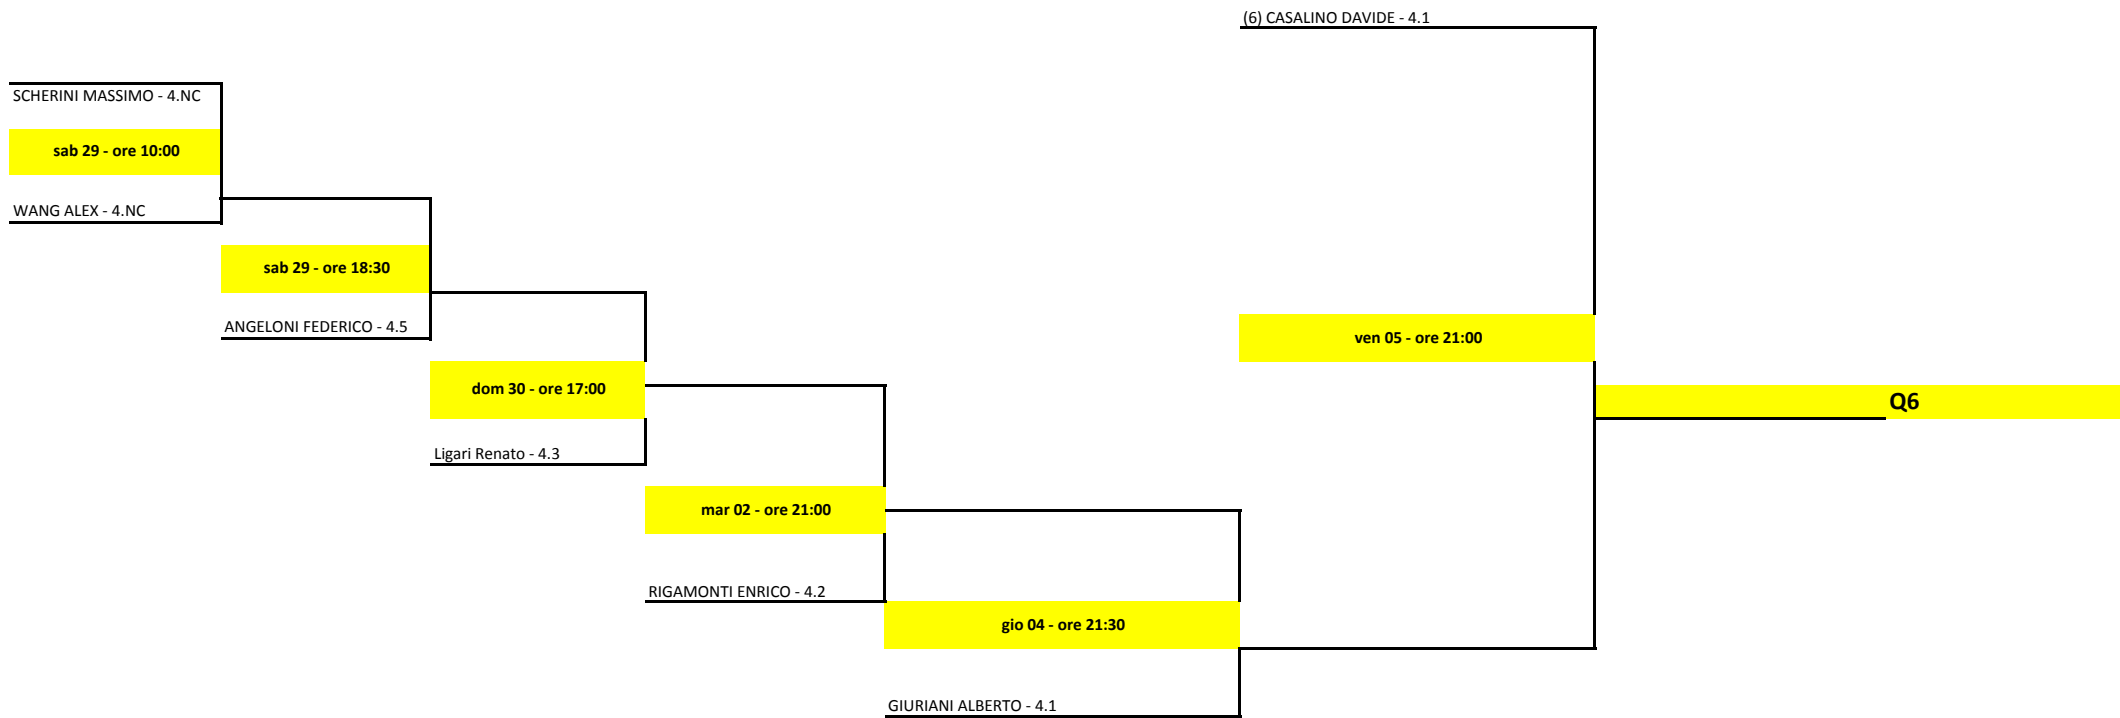 (6) CASALINO DAVIDE - 4.1
SCHERINI MASSIMO - 4.NC
sab 29 - ore 10:00
WANG ALEX - 4.NC
sab 29 - ore 18:30
ANGELONI FEDERICO - 4.5
ven 05 - ore 21:00
dom 30 - ore 17:00
Q6
Ligari Renato - 4.3
mar 02 - ore 21:00
RIGAMONTI ENRICO - 4.2
gio 04 - ore 21:30
GIURIANI ALBERTO - 4.1